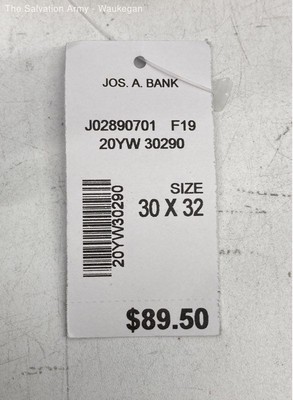 The Salvation Army - Waukegan
JOS. A. BANK
J02890701 F19
20YW 30290
SIZE
30 X 32
20YW30290
$89.50